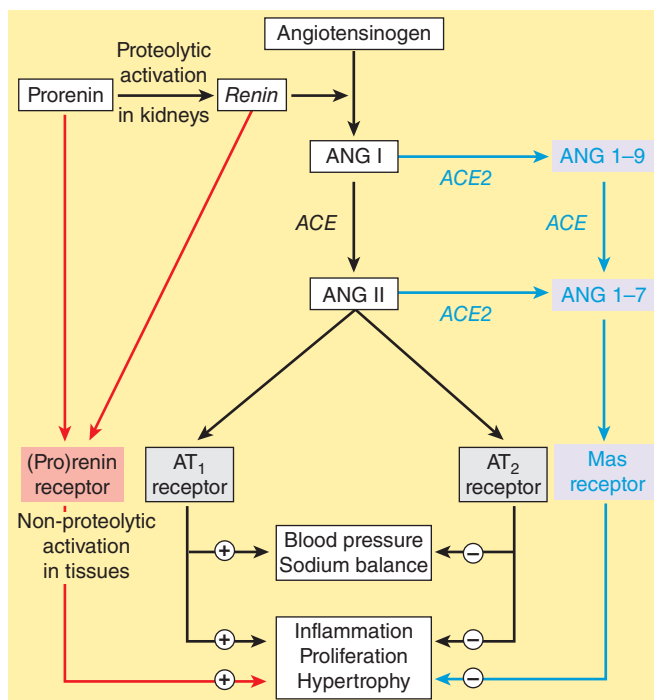 Angiotensinogen
Proteolytic
activation
in kidneys
Prorenin
Renin
ANG I
ACE2
ANG 1–9
ACE
ACE
ANG II
ACE2
ANG 1–7
(Pro)renin
receptor
AT1
receptor
AT2
receptor
Mas
receptor
Non-proteolytic
activation
in tissues
+
Blood pressure
Sodium balance
−
+
Inflammation
Proliferation
Hypertrophy
−
+
−